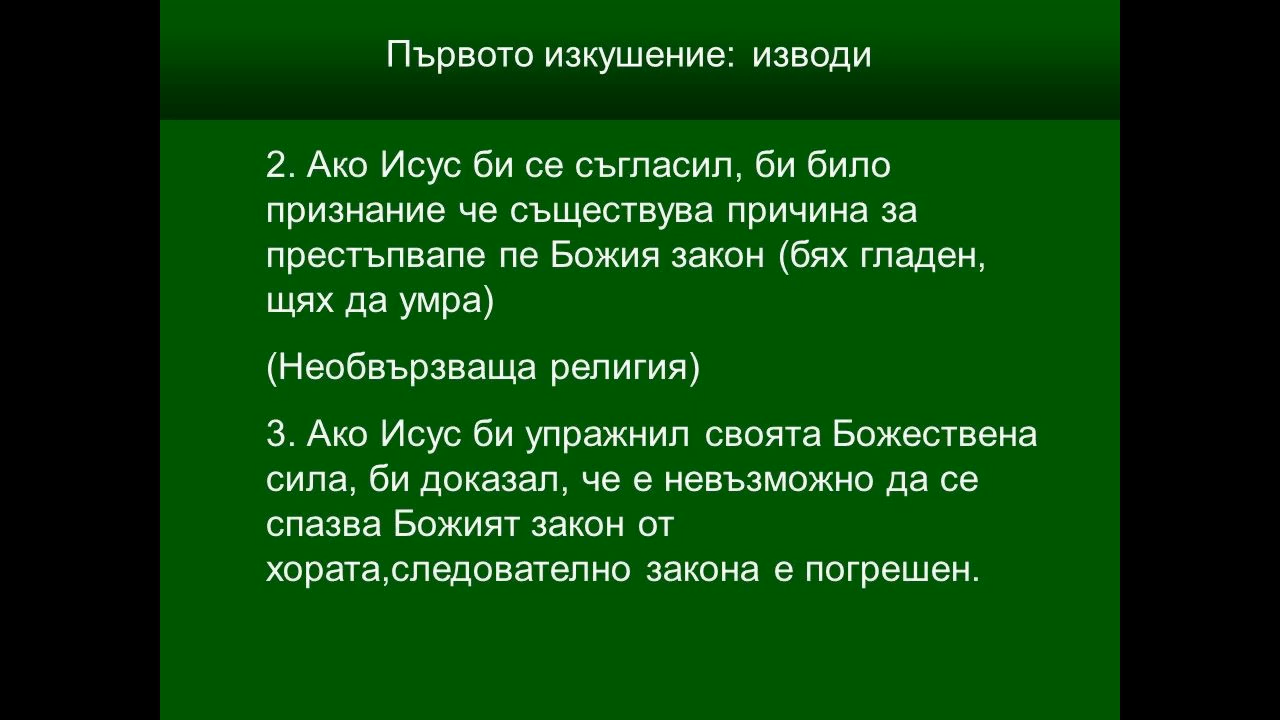 Първото изкушение: изводи
2. Ако Исус би се съгласил, би било
признание че съществува причина за
престъпвапе пе Божия закон (бях гладен,
щях да умра)
(Необвързваща религия)
3. Ако Исус би упражнил своята Божествена
сила, би доказал, че е невъзможно да се
спазва Божият закон от
хората,следователно закона е погрешен.